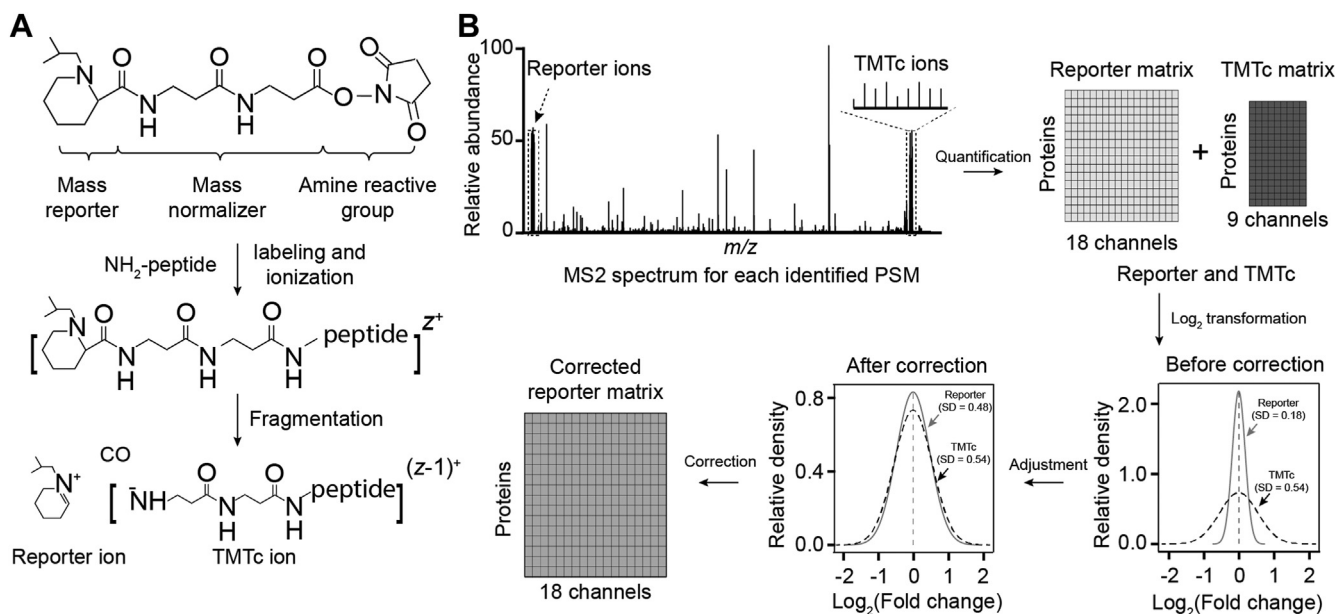 A
N
O
N
H
O
N
H
O
O
N
O
O
Mass
reporter
Mass
normalizer
Amine reactive
group
NH2-peptide
labeling and
ionization
[
N
O
N
H
O
N
H
O
N
H
peptide
]
z+
Fragmentation
N+
CO
[
-NH
O
N
H
O
N
H
peptide
]
(z-1)+
Reporter ion
TMTc ion
B
Relative abundance
100
50
0
Reporter ions
TMTc ions
m/z
MS2 spectrum for each identified PSM
Quantification
Reporter matrix
Proteins
18 channels
+
TMTc matrix
Proteins
9 channels
Reporter and TMTc
Log2 transformation
Before correction
Relative density
2.0
1.0
0.0
Reporter
(SD = 0.18)
TMTc
(SD = 0.54)
-2 -1 0 1 2
Log2(Fold change)
Adjustment
After correction
Relative density
0.8
0.4
0.0
Reporter
(SD = 0.48)
TMTc
(SD = 0.54)
-2 -1 0 1 2
Log2(Fold change)
Correction
Corrected
reporter matrix
Proteins
18 channels